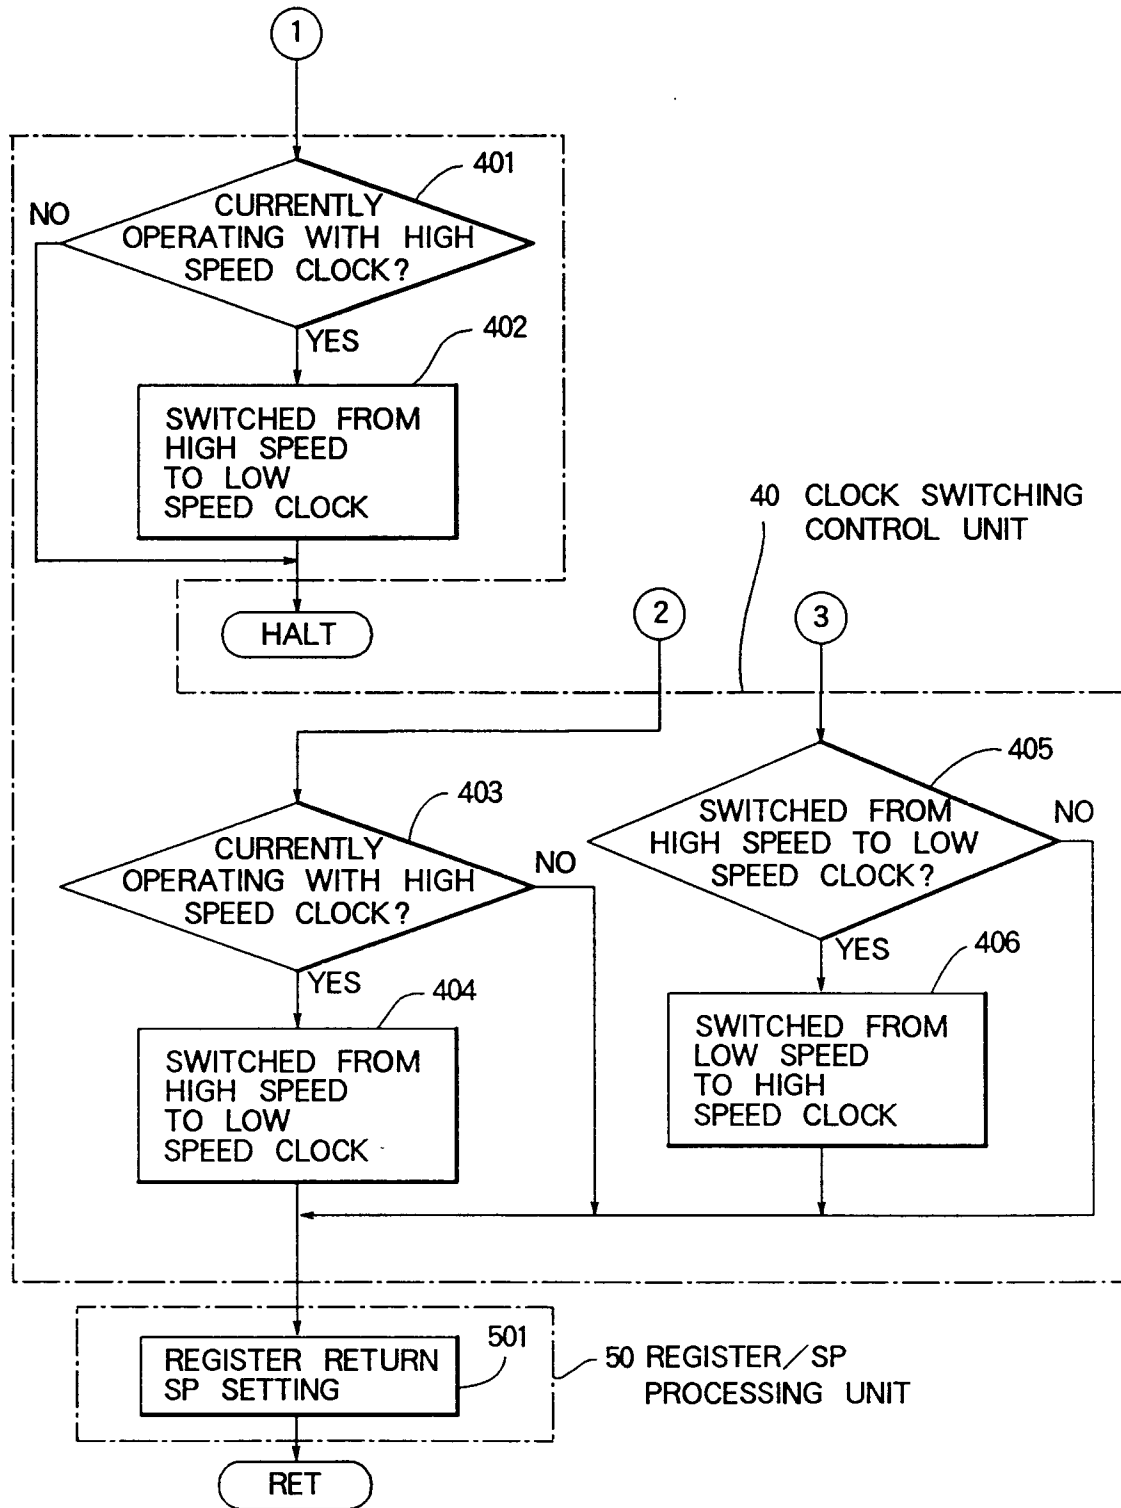 1
401
NO
CURRENTLY
OPERATING WITH HIGH
SPEED CLOCK?
YES
402
SWITCHED FROM
HIGH SPEED
TO LOW
SPEED CLOCK
40 CLOCK SWITCHING
CONTROL UNIT
HALT
2
3
403
CURRENTLY
OPERATING WITH HIGH
SPEED CLOCK?
NO
YES
404
SWITCHED FROM
HIGH SPEED
TO LOW
SPEED CLOCK
405
SWITCHED FROM
HIGH SPEED TO LOW
SPEED CLOCK?
NO
YES
406
SWITCHED FROM
LOW SPEED
TO HIGH
SPEED CLOCK
501
REGISTER RETURN
SP SETTING
50 REGISTER/SP
PROCESSING UNIT
RET